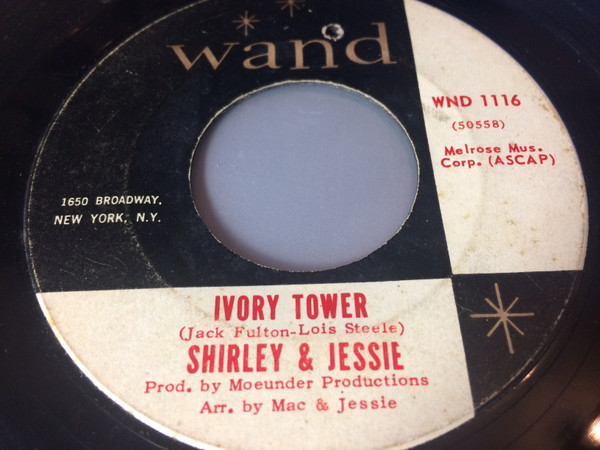 wand
WND 1116
(50558)
Melrose Mus.
Corp. (ASCAP)
1650 BROADWAY,
NEW YORK, N.Y.
IVORY TOWER
(Jack Fulton-Lois Steele)
SHIRLEY & JESSIE
Prod. by Moeunder Productions
Arr. by Mac & Jessie